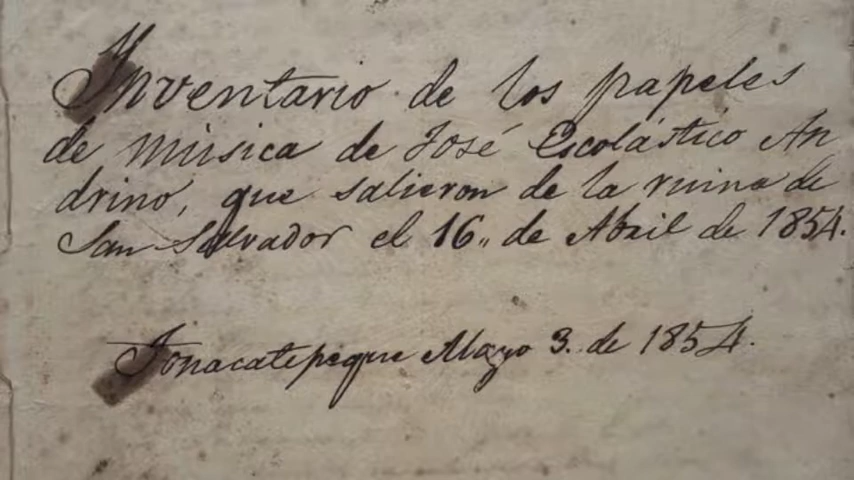 Inventario de los papeles
de música de José Escolástico An
drino, que salieron de la ruina de
San Salvador el 16,, de Abril de 1854.
Tonacatepeque Mayo 3. de 1854.